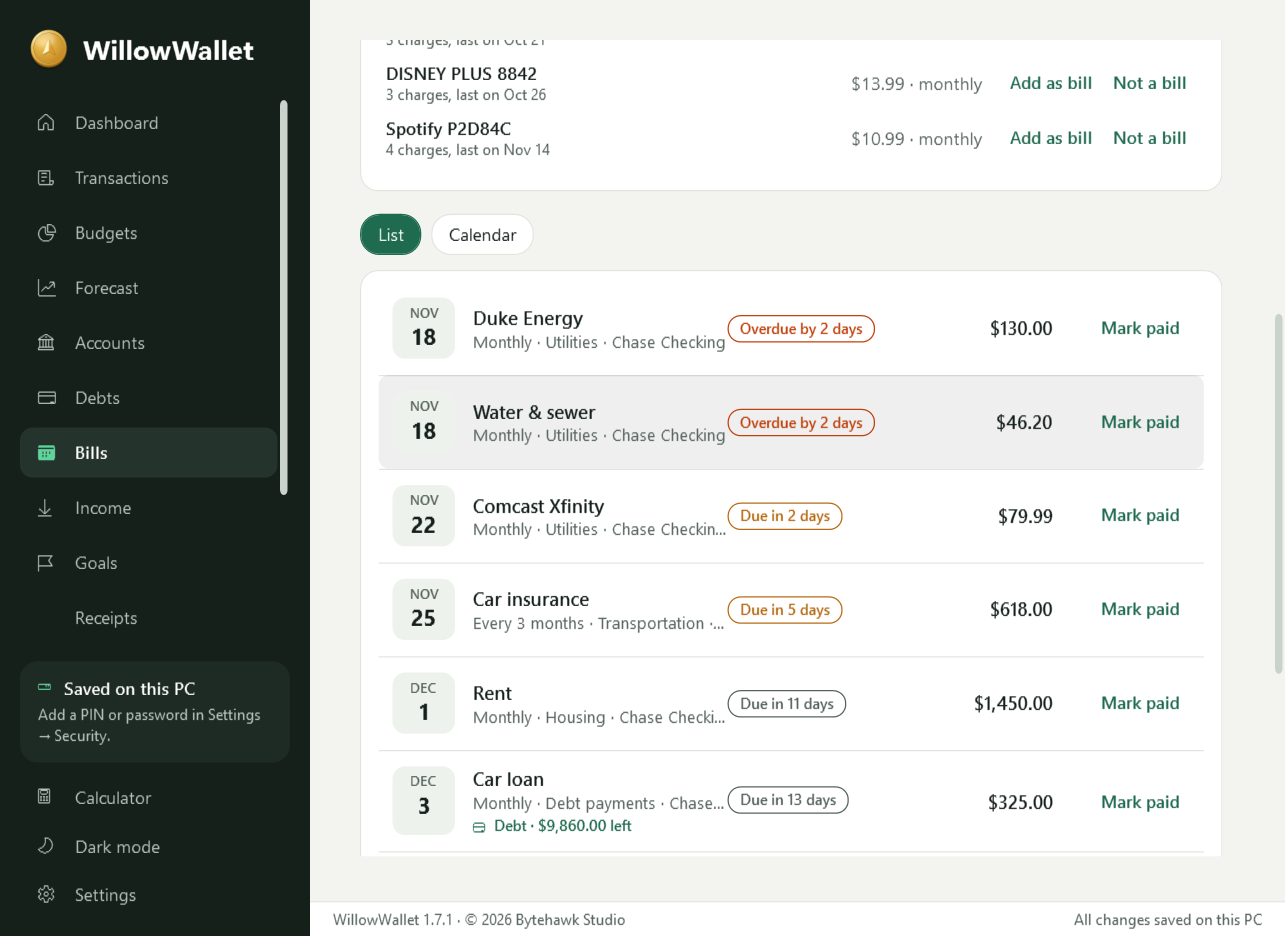 WillowWallet
Dashboard
Transactions
Budgets
Forecast
Accounts
Debts
Bills
Income
Goals
Receipts
Saved on this PC
Add a PIN or password in Settings
→ Security.
Calculator
Dark mode
Settings
3 charges, last on Oct 21
DISNEY PLUS 8842
3 charges, last on Oct 26
$13.99 · monthly
Add as bill
Not a bill
Spotify P2D84C
4 charges, last on Nov 14
$10.99 · monthly
Add as bill
Not a bill
List
Calendar
NOV
18
Duke Energy
Monthly · Utilities · Chase Checking
Overdue by 2 days
$130.00
Mark paid
NOV
18
Water & sewer
Monthly · Utilities · Chase Checking
Overdue by 2 days
$46.20
Mark paid
NOV
22
Comcast Xfinity
Monthly · Utilities · Chase Checkin...
Due in 2 days
$79.99
Mark paid
NOV
25
Car insurance
Every 3 months · Transportation ·...
Due in 5 days
$618.00
Mark paid
DEC
1
Rent
Monthly · Housing · Chase Checki...
Due in 11 days
$1,450.00
Mark paid
DEC
3
Car loan
Monthly · Debt payments · Chase...
Debt · $9,860.00 left
Due in 13 days
$325.00
Mark paid
WillowWallet 1.7.1 · © 2026 Bytehawk Studio
All changes saved on this PC